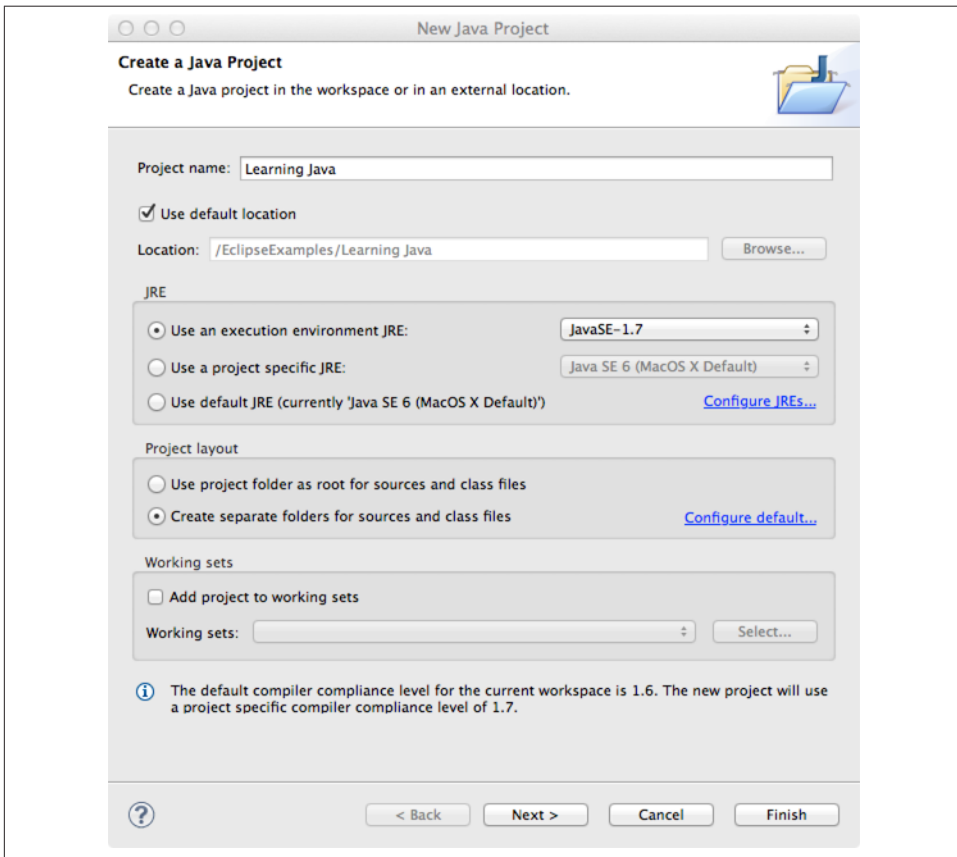 New Java Project
Create a Java Project
Create a Java project in the workspace or in an external location.
Project name: Learning Java
Use default location
Location: /EclipseExamples/Learning Java Browse...
JRE
Use an execution environment JRE: JavaSE-1.7
Use a project specific JRE: Java SE 6 (MacOS X Default)
Use default JRE (currently 'Java SE 6 (MacOS X Default)') Configure JREs...
Project layout
Use project folder as root for sources and class files
Create separate folders for sources and class files Configure default...
Working sets
Add project to working sets
Working sets: Select...
The default compiler compliance level for the current workspace is 1.6. The new project will use
a project specific compiler compliance level of 1.7.
? < Back Next > Cancel Finish